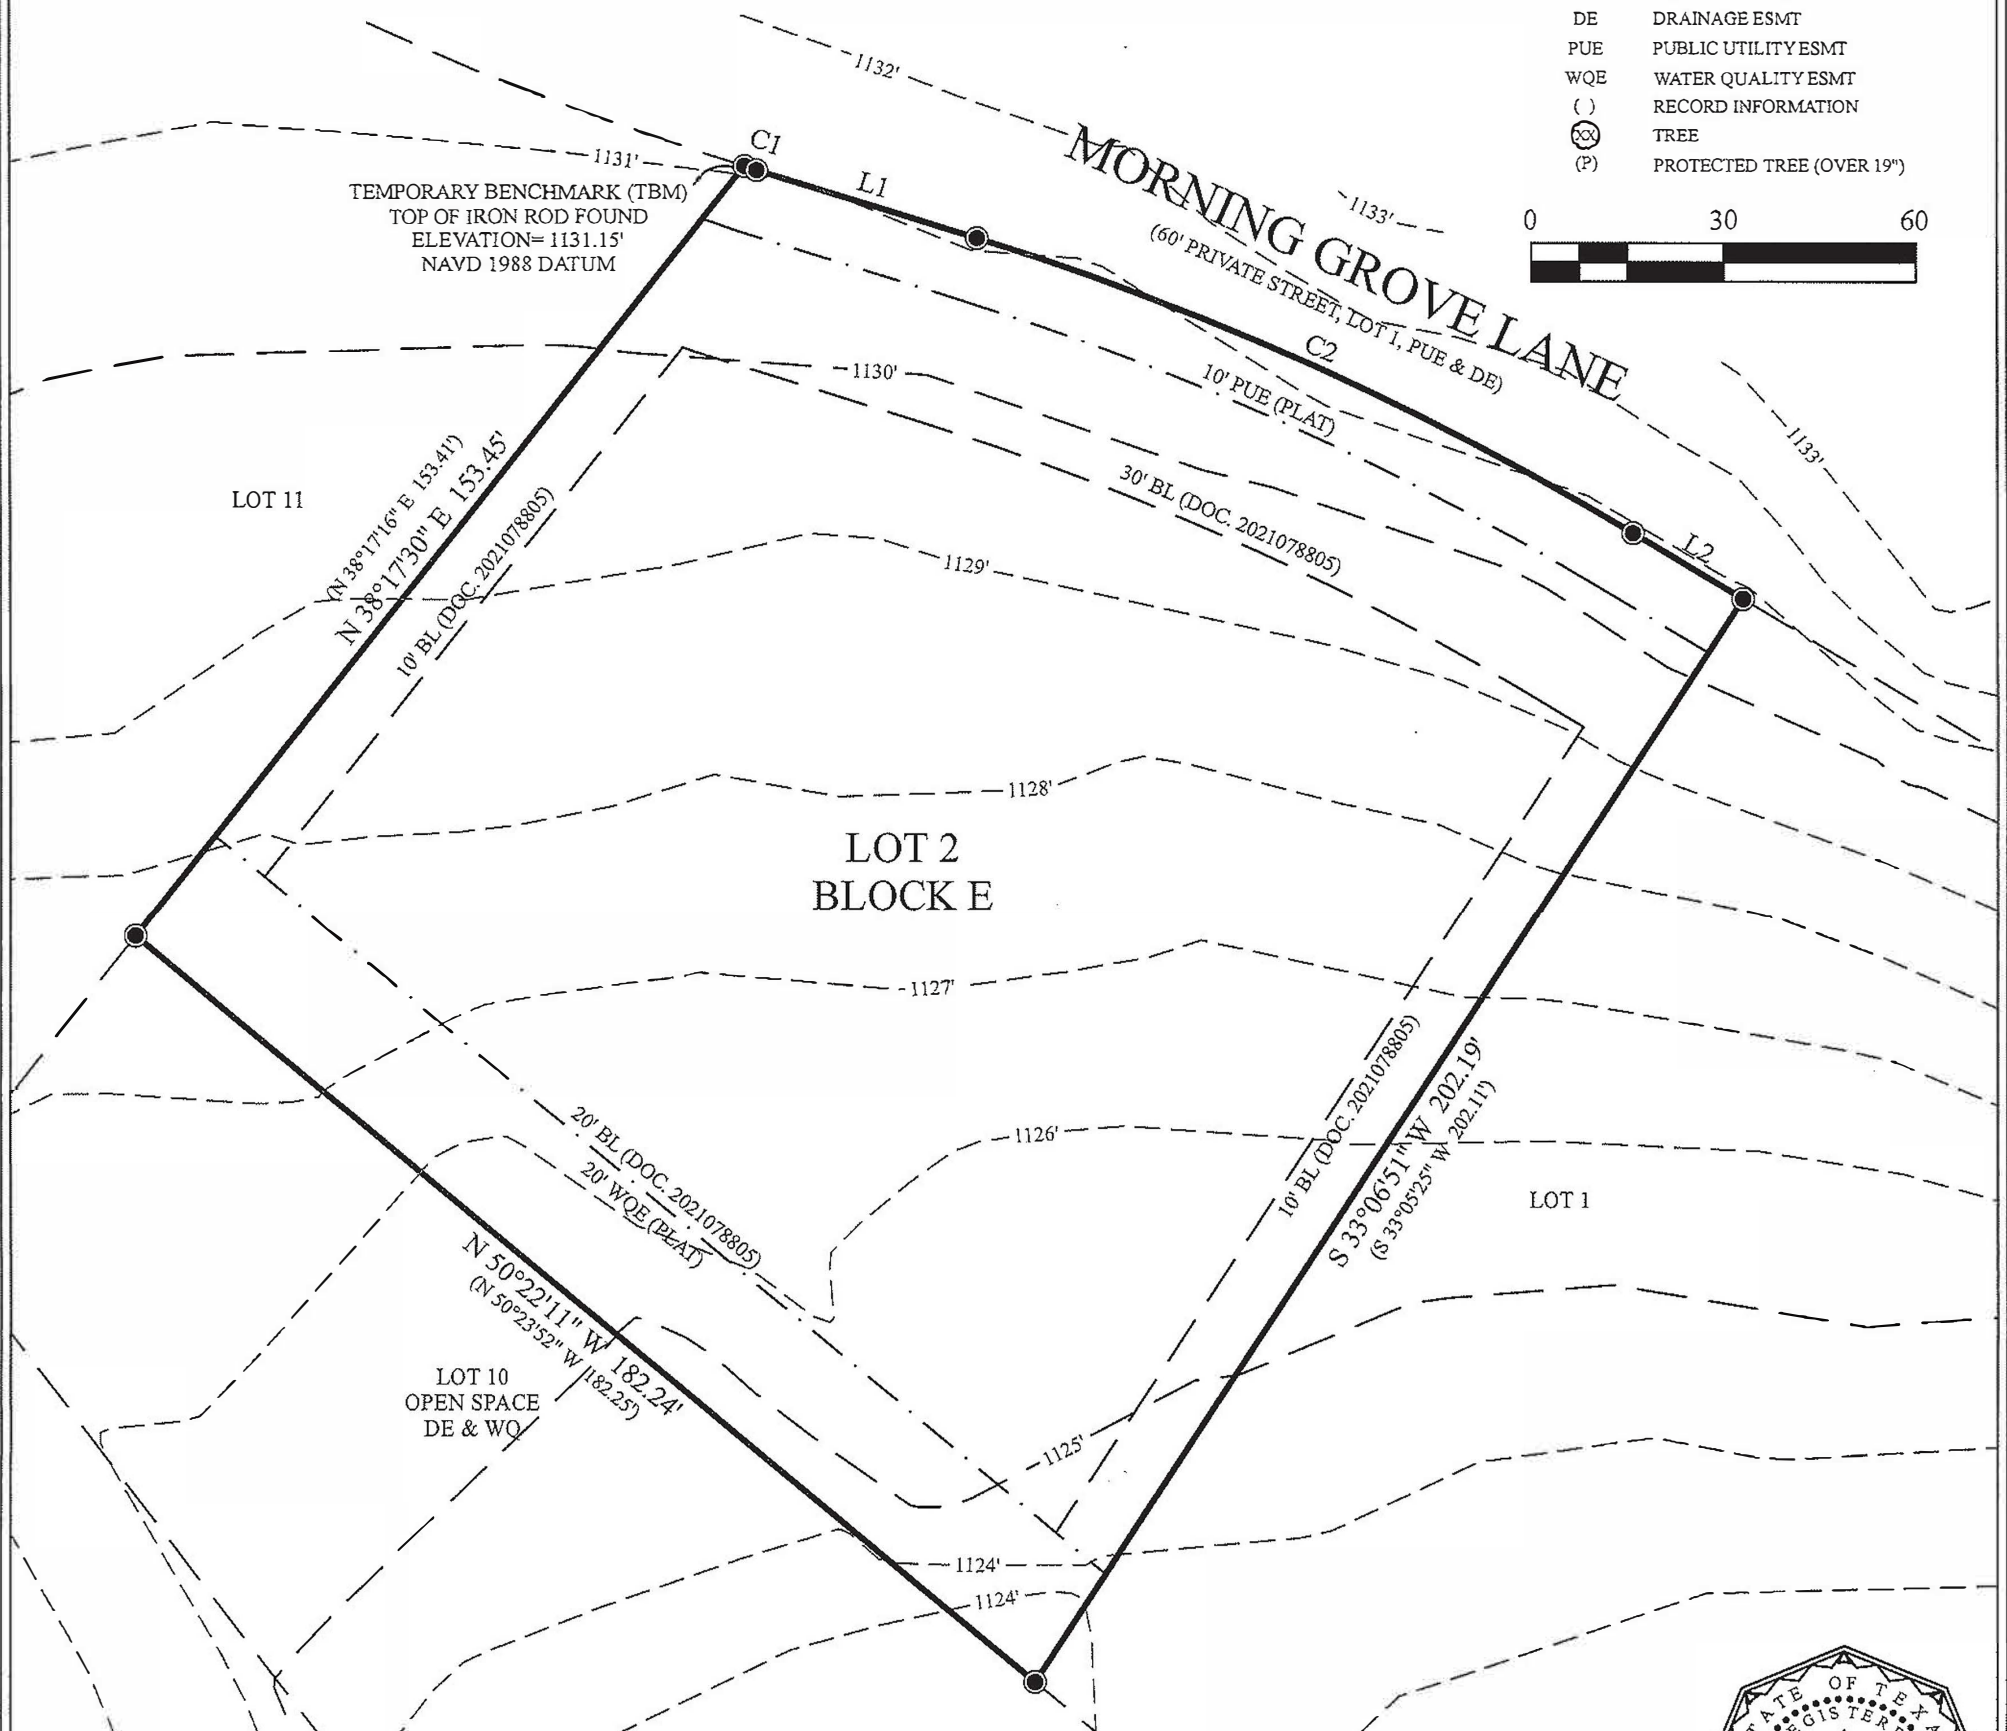 DE DRAINAGE ESMT
PUE PUBLIC UTILITY ESMT
WQE WATER QUALITY ESMT
( ) RECORD INFORMATION
XX TREE
(P) PROTECTED TREE (OVER 19")
0 30 60
1132'
C1
1131'
L1
TEMPORARY BENCHMARK (TBM)
TOP OF IRON ROD FOUND
ELEVATION= 1131.15'
NAVD 1988 DATUM
MORNING GROVE LANE
(60' PRIVATE STREET, LOT 1, PUE & DE)
1133'
C2
1133'
1130'
10' PUE (PLAT)
30' BL (DOC. 2021078805)
L2
LOT 11
(N 38°17'16" E 153.41')
N 38°17'30" E 153.45'
10' BL (DOC. 2021078805)
1129'
1128'
LOT 2
BLOCK E
1127'
10' BL (DOC. 2021078805)
S 33°06'51" W 202.19'
(S 33°05'25" W 202.11')
1126'
LOT 1
20' BL (DOC. 2021078805)
20' WQE (PLAT)
N 50°22'11" W 182.24'
(N 50°23'52" W 182.25')
LOT 10
OPEN SPACE
DE & WQ
1125'
1124'
1124'
OF TEX